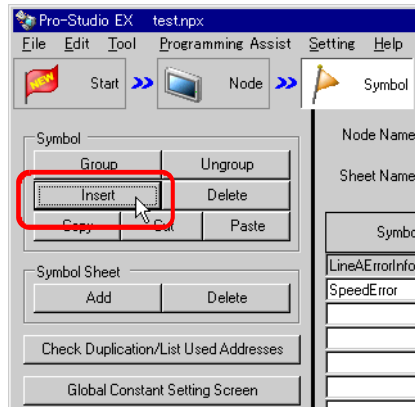 Pro-Studio EX test.npx
File Edit Tool Programming Assist Setting Help
NEW Start Node Symbol
Symbol
Group Ungroup
Insert Delete
Copy Cut Paste
Symbol Sheet
Add Delete
Check Duplication/List Used Addresses
Global Constant Setting Screen
Node Name
Sheet Name
Symbo
LineAErrorInfo
SpeedError